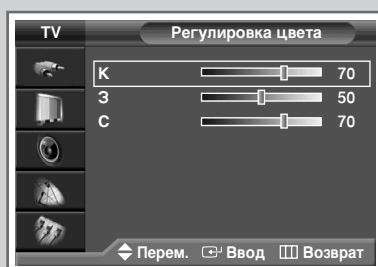 TV Регулировка цвета
К 70
З 50
С 70
Перем. Ввод Возврат